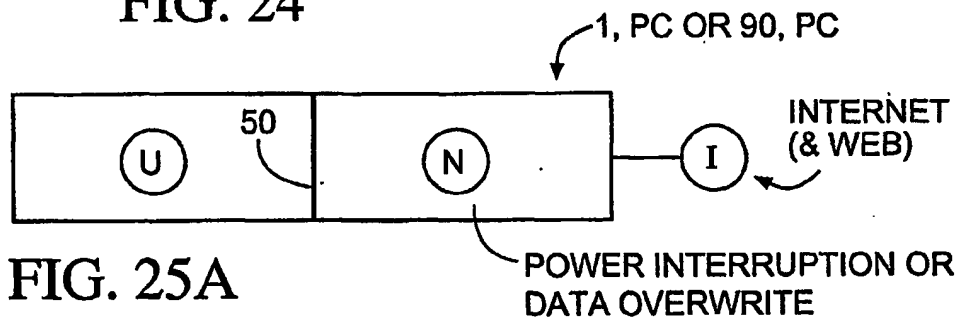 FIG. 24
1, PC OR 90, PC
50
U
N
I
INTERNET
(& WEB)
FIG. 25A
POWER INTERRUPTION OR
DATA OVERWRITE